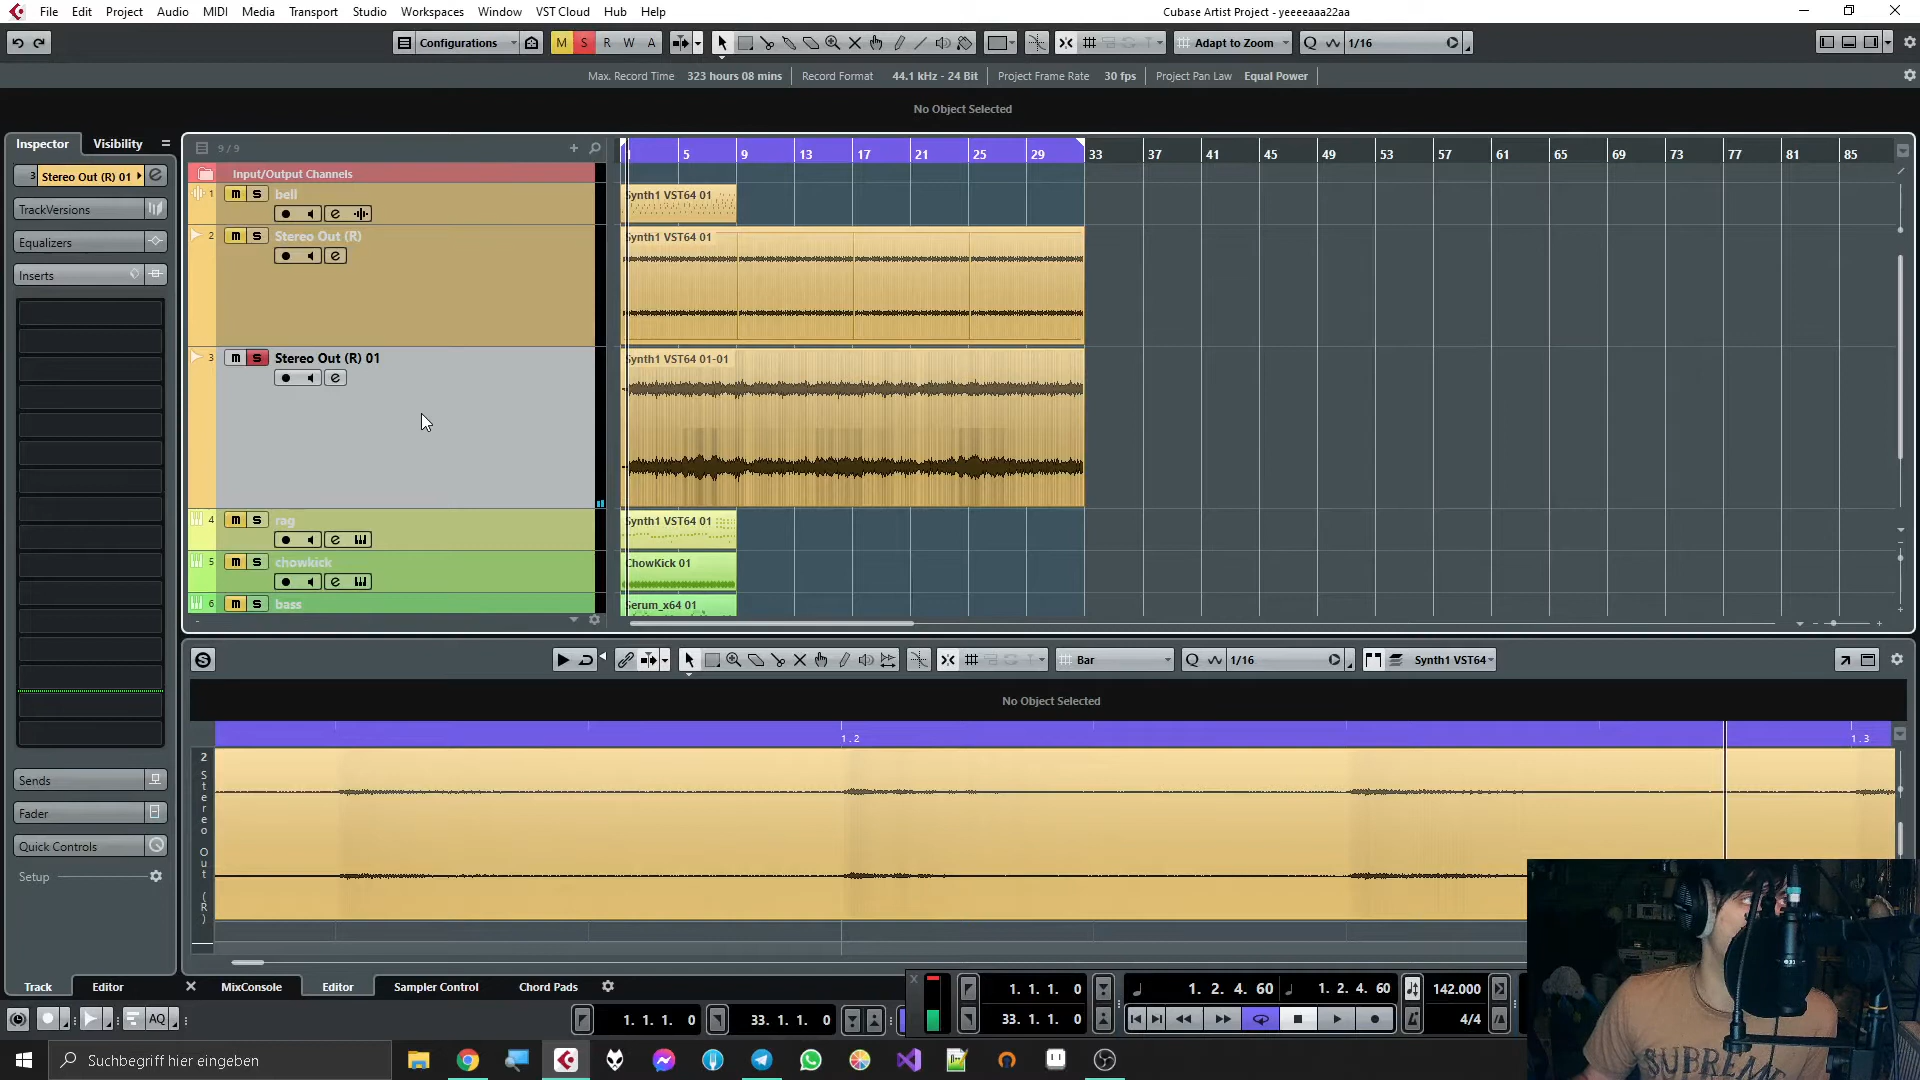 File Edit Project Audio MIDI Media Transport Studio Workspaces Window VST Cloud Hub Help
Cubase Artist Project - yeeeeaaa22aa
Configurations M S R W A Adapt to Zoom Q 1/16
Max. Record Time 323 hours 08 mins Record Format 44.1 kHz - 24 Bit Project Frame Rate 30 fps Project Pan Law Equal Power
No Object Selected
Inspector Visibility
3 Stereo Out (R) 01
TrackVersions
Equalizers
Inserts
Sends
Fader
Quick Controls
Setup
Track Editor
9 / 9
Input/Output Channels
1 m s bell
2 m s Stereo Out (R)
3 m s Stereo Out (R) 01
4 m s rag
5 m s chowkick
6 m s bass
5 9 13 17 21 25 29 33 37 41 45 49 53 57 61 65 69 73 77 81 85
Synth1 VST64 01
Synth1 VST64 01
Synth1 VST64 01-01
Synth1 VST64 01
ChowKick 01
Serum_x64 01
S Bar Q 1/16 Synth1 VST64
No Object Selected
1.2 1.3
2 Stereo Out (R)
MixConsole Editor Sampler Control Chord Pads
AQ
1. 1. 1. 0 33. 1. 1. 0
1. 1. 1. 0 1. 2. 4. 60 1. 2. 4. 60 142.000
33. 1. 1. 0 4/4
Suchbegriff hier eingeben
SUPREME